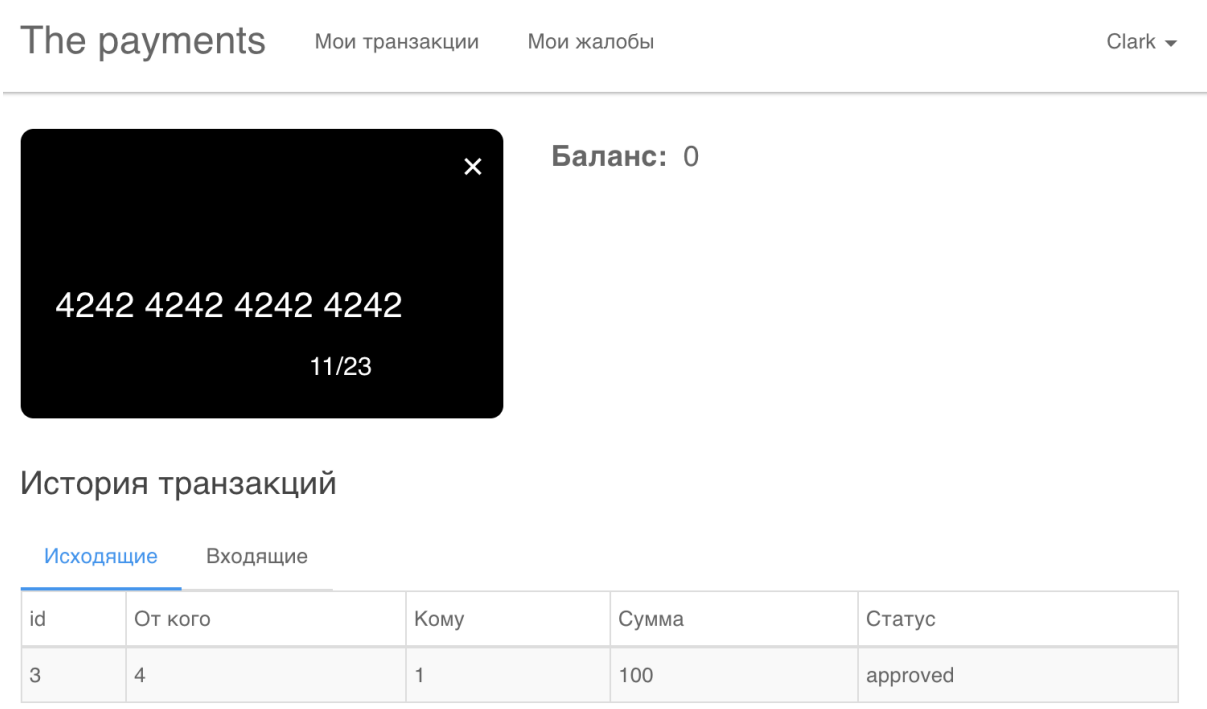 The payments Мои транзакции Мои жалобы Clark
Баланс: 0
4242 4242 4242 4242
11/23
История транзакций
Исходящие Входящие
id От кого Кому Сумма Статус
3 4 1 100 approved